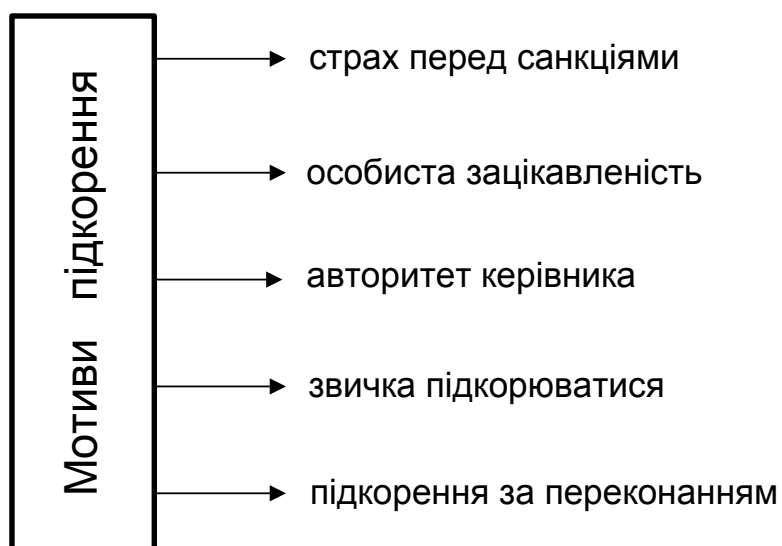 Мотиви підкорення
страх перед санкціями
особиста зацікавленість
авторитет керівника
звичка підкорюватися
підкорення за переконанням